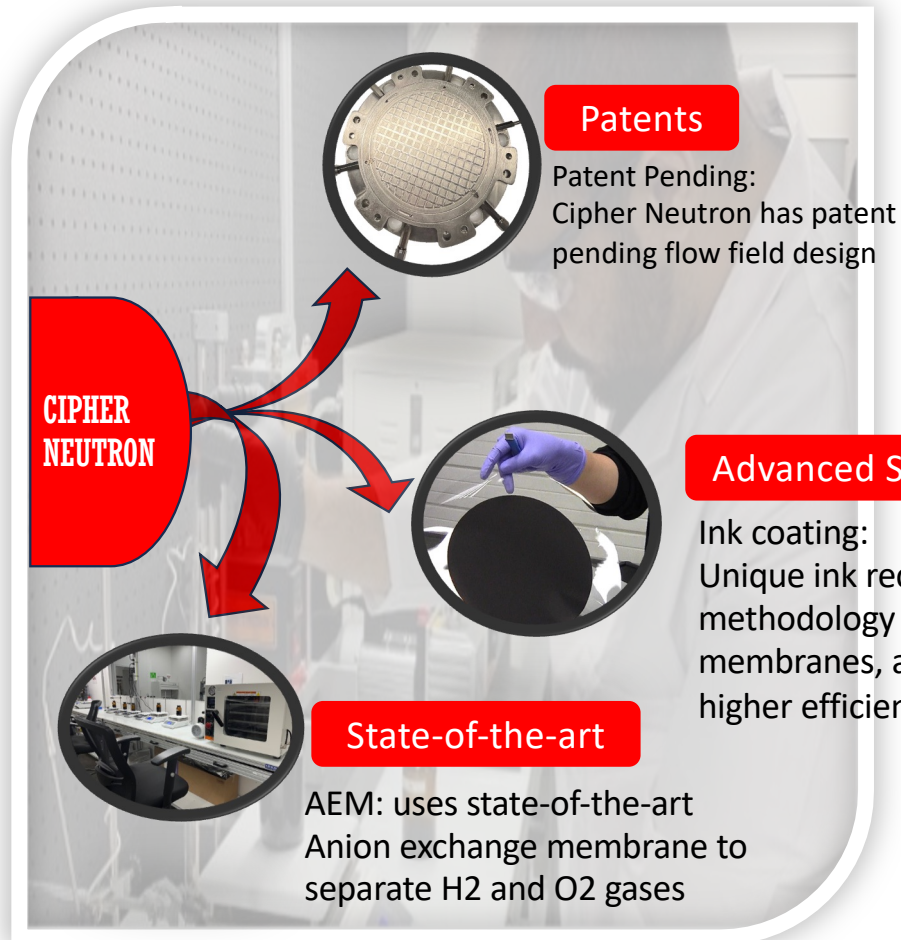 Patents
Patent Pending:
Cipher Neutron has patent
pending flow field design
CIPHER
NEUTRON
Advanced
Ink coating:
Unique ink
methodology
membranes,
higher
State-of-the-art
AEM: uses state-of-the-art
Anion exchange membrane to
separate H2 and O2 gases